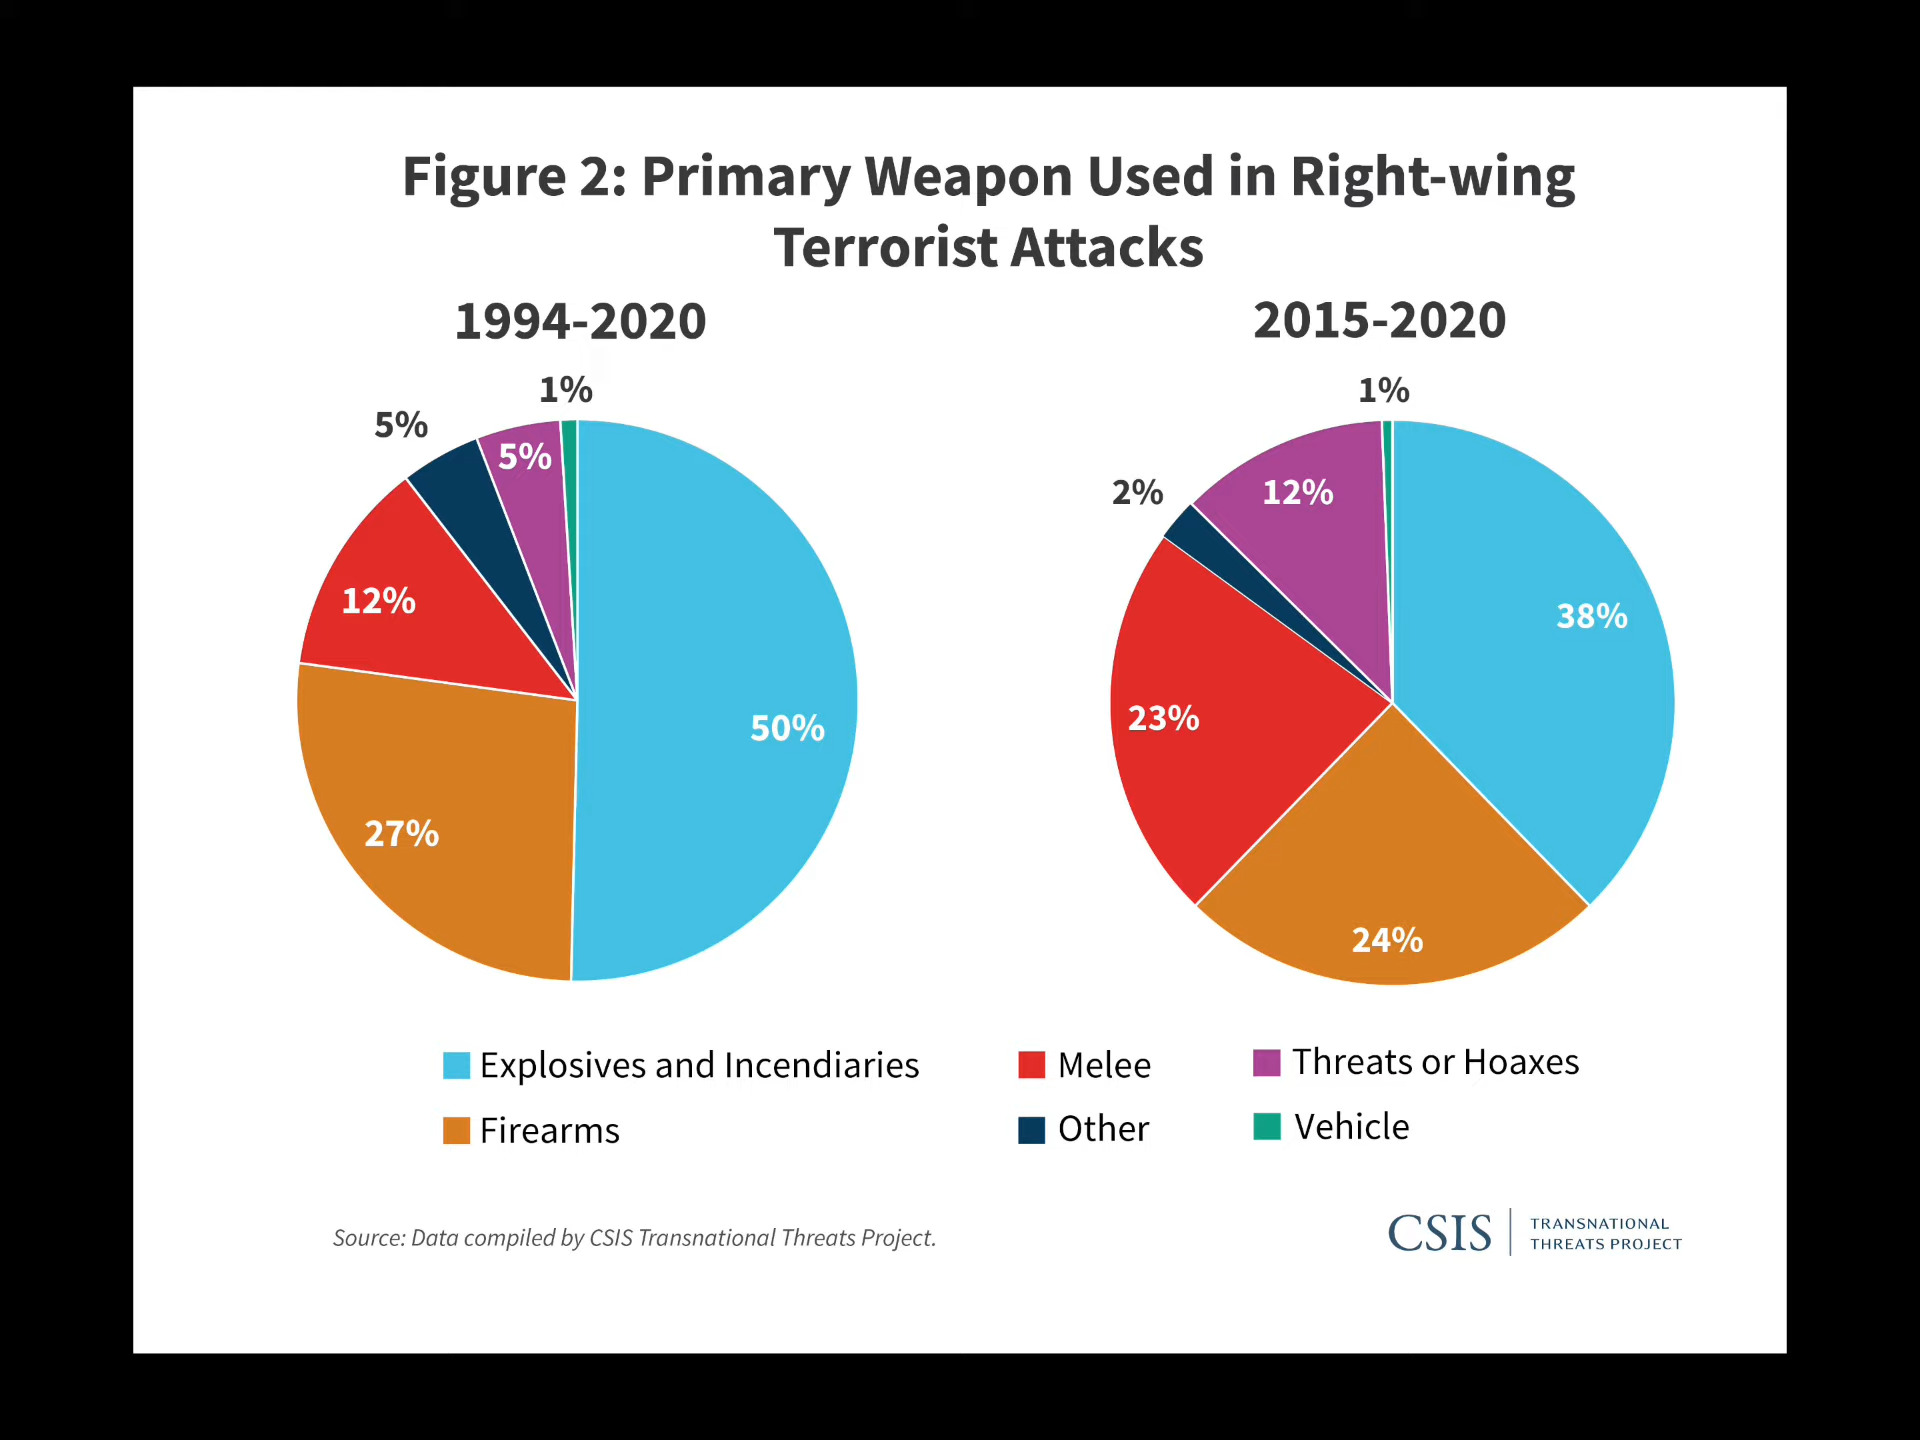 Figure 2: Primary Weapon Used in Right-wing
Terrorist Attacks
1994-2020
1%
5%
5%
12%
50%
27%
2015-2020
1%
2%
12%
38%
23%
24%
Explosives and Incendiaries
Firearms
Melee
Other
Threats or Hoaxes
Vehicle
Source: Data compiled by CSIS Transnational Threats Project.
CSIS
TRANSNATIONAL
THREATS PROJECT